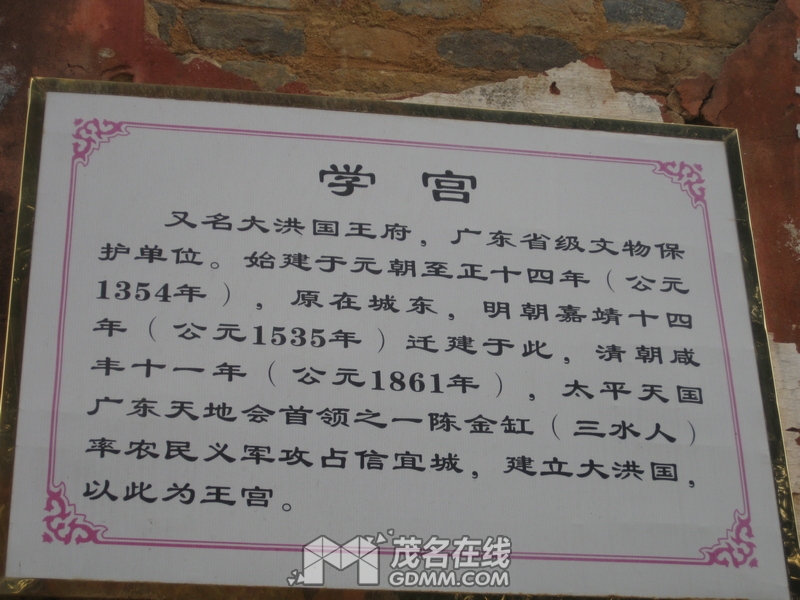 学 宫
又名大洪国王府，广东省级文物保
护单位。始建于元朝至正十四年（公元
1354年），原在城东，明朝嘉靖十四
年（公元1535年）迁建于此，清朝咸
丰十一年（公元1861年），太平天国
广东天地会首领之一陈金缸（三水人）
率农民义军攻占信宜城，建立大洪国，
以此为王宫。
茂名在线
GDMM.COM